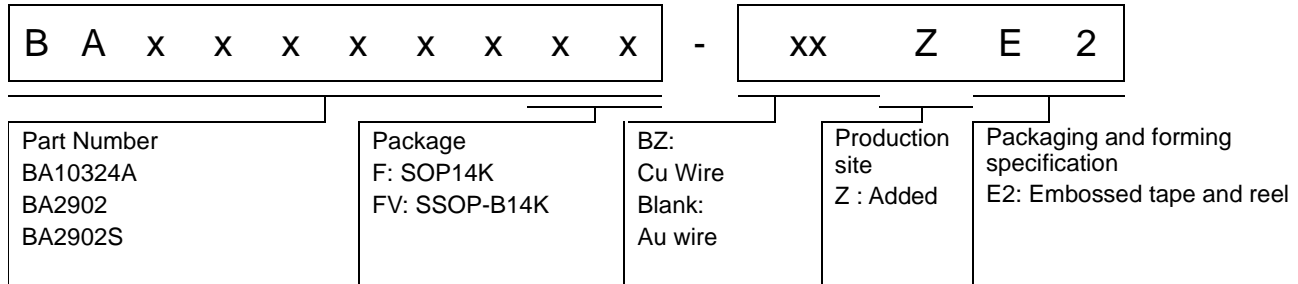 B A x x x x x x x x - xx Z E 2
Part Number
BA10324A
BA2902
BA2902S
Package
F: SOP14K
FV: SSOP-B14K
BZ:
Cu Wire
Blank:
Au wire
Production
site
Z : Added
Packaging and forming
specification
E2: Embossed tape and reel